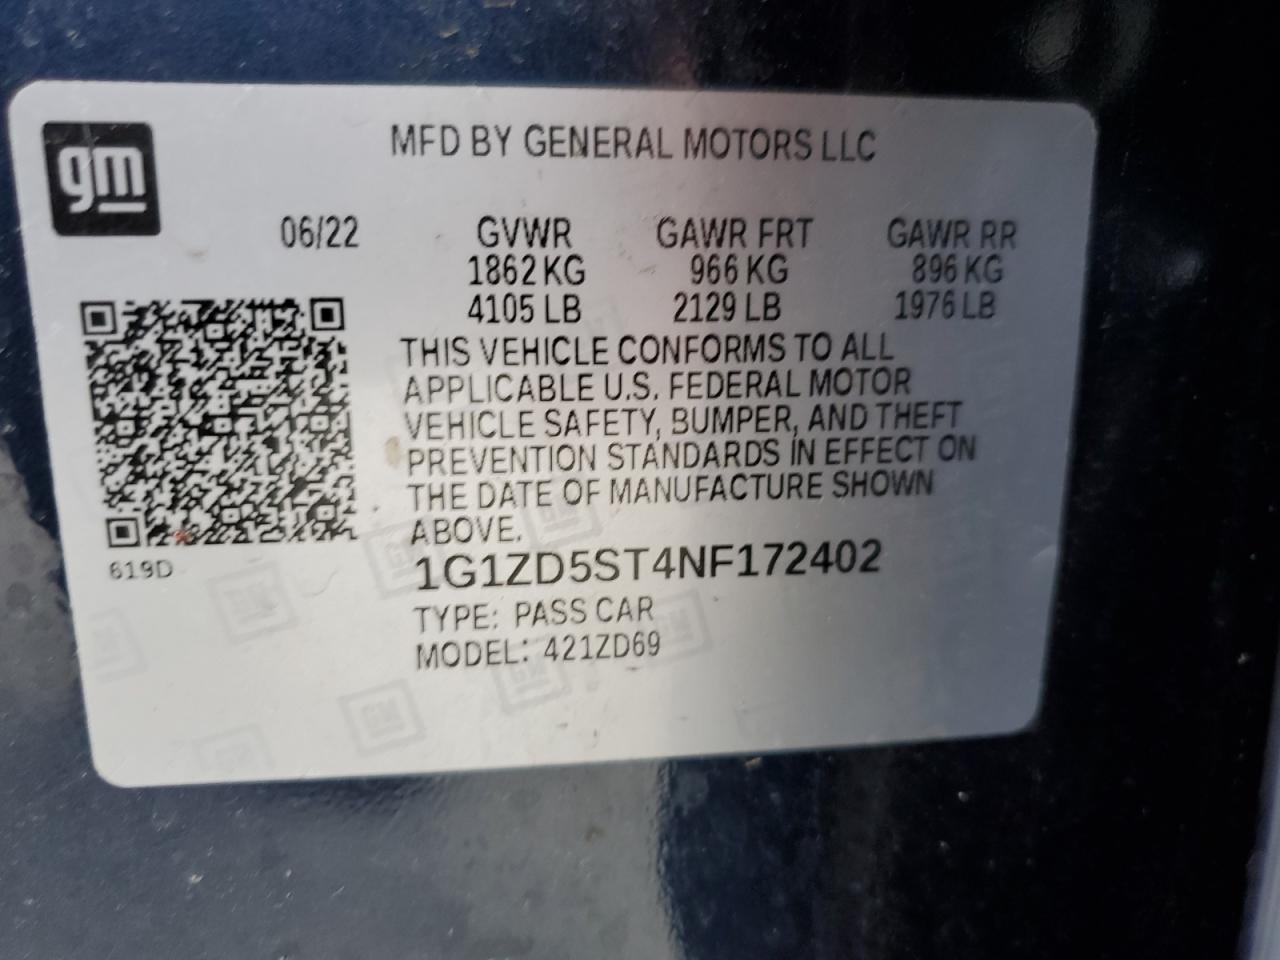 gm
MFD BY GENERAL MOTORS LLC
06/22 GVWR GAWR FRT GAWR RR
1862 KG 966 KG 896 KG
4105 LB 2129 LB 1976 LB
THIS VEHICLE CONFORMS TO ALL
APPLICABLE U.S. FEDERAL MOTOR
VEHICLE SAFETY, BUMPER, AND THEFT
PREVENTION STANDARDS IN EFFECT ON
THE DATE OF MANUFACTURE SHOWN
ABOVE.
619D
1G1ZD5ST4NF172402
TYPE: PASS CAR
MODEL: 421ZD69